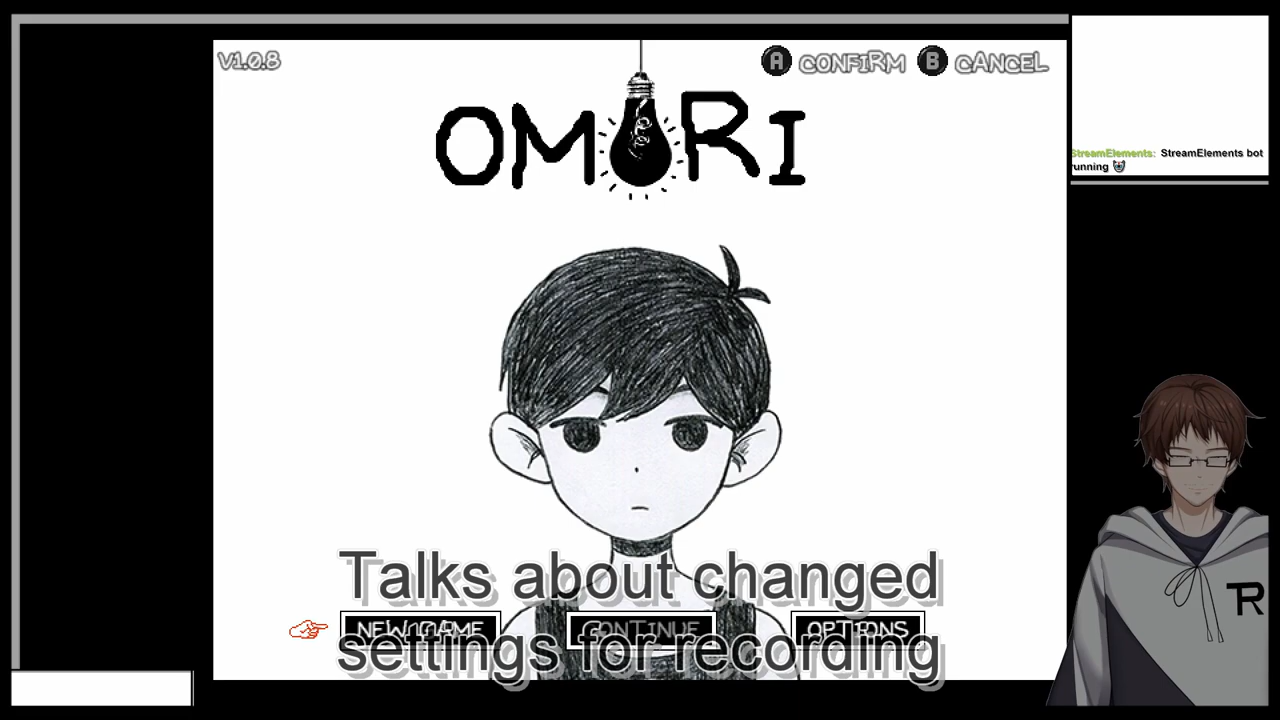 V1.0.8
A CONFIRM B CANCEL
OMORI
StreamElements: StreamElements bot
running
Talks about changed
NEW GAME CONTINUE OPTIONS
settings for recording
R